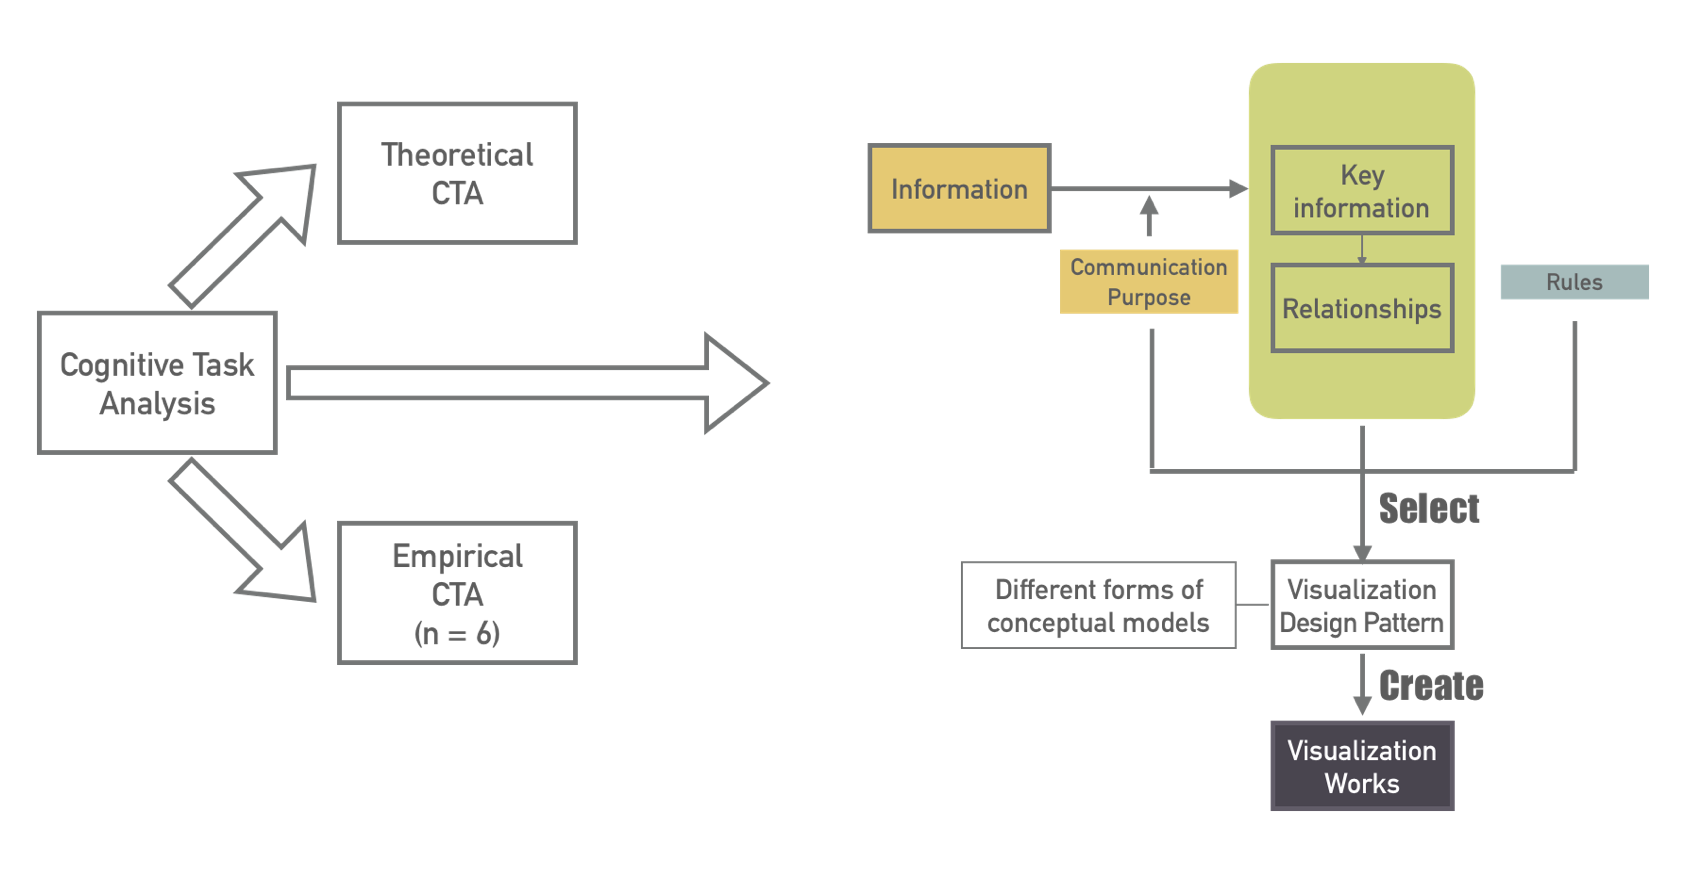 Theoretical
CTA
Cognitive Task
Analysis
Empirical
CTA
(n = 6)
Information
Communication
Purpose
Key
information
Relationships
Rules
Select
Different forms of
conceptual models
Visualization
Design Pattern
Create
Visualization
Works